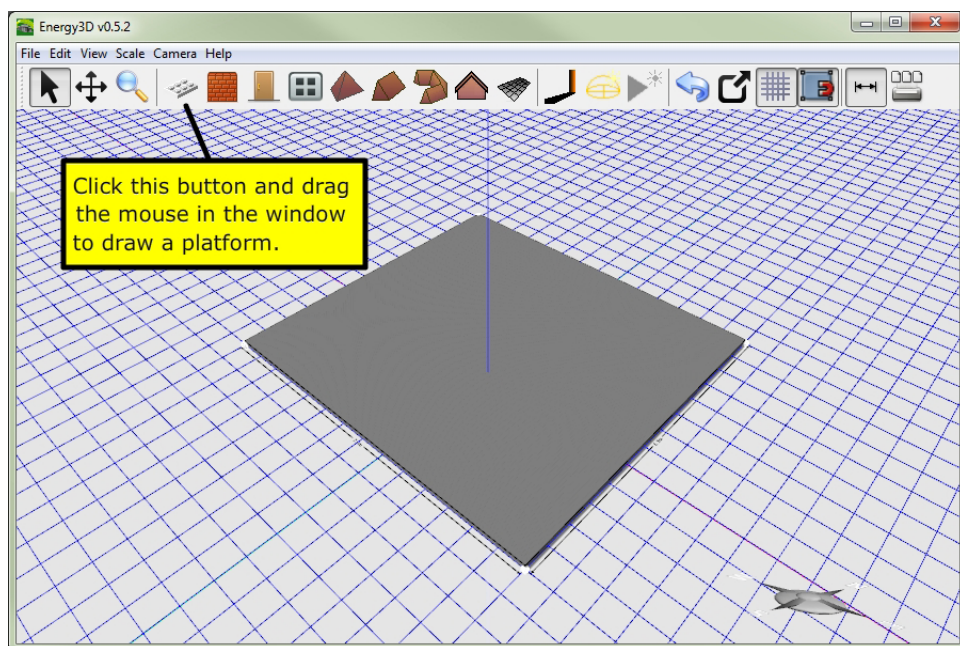 Energy3D v0.5.2
File Edit View Scale Camera Help
Click this button and drag
the mouse in the window
to draw a platform.